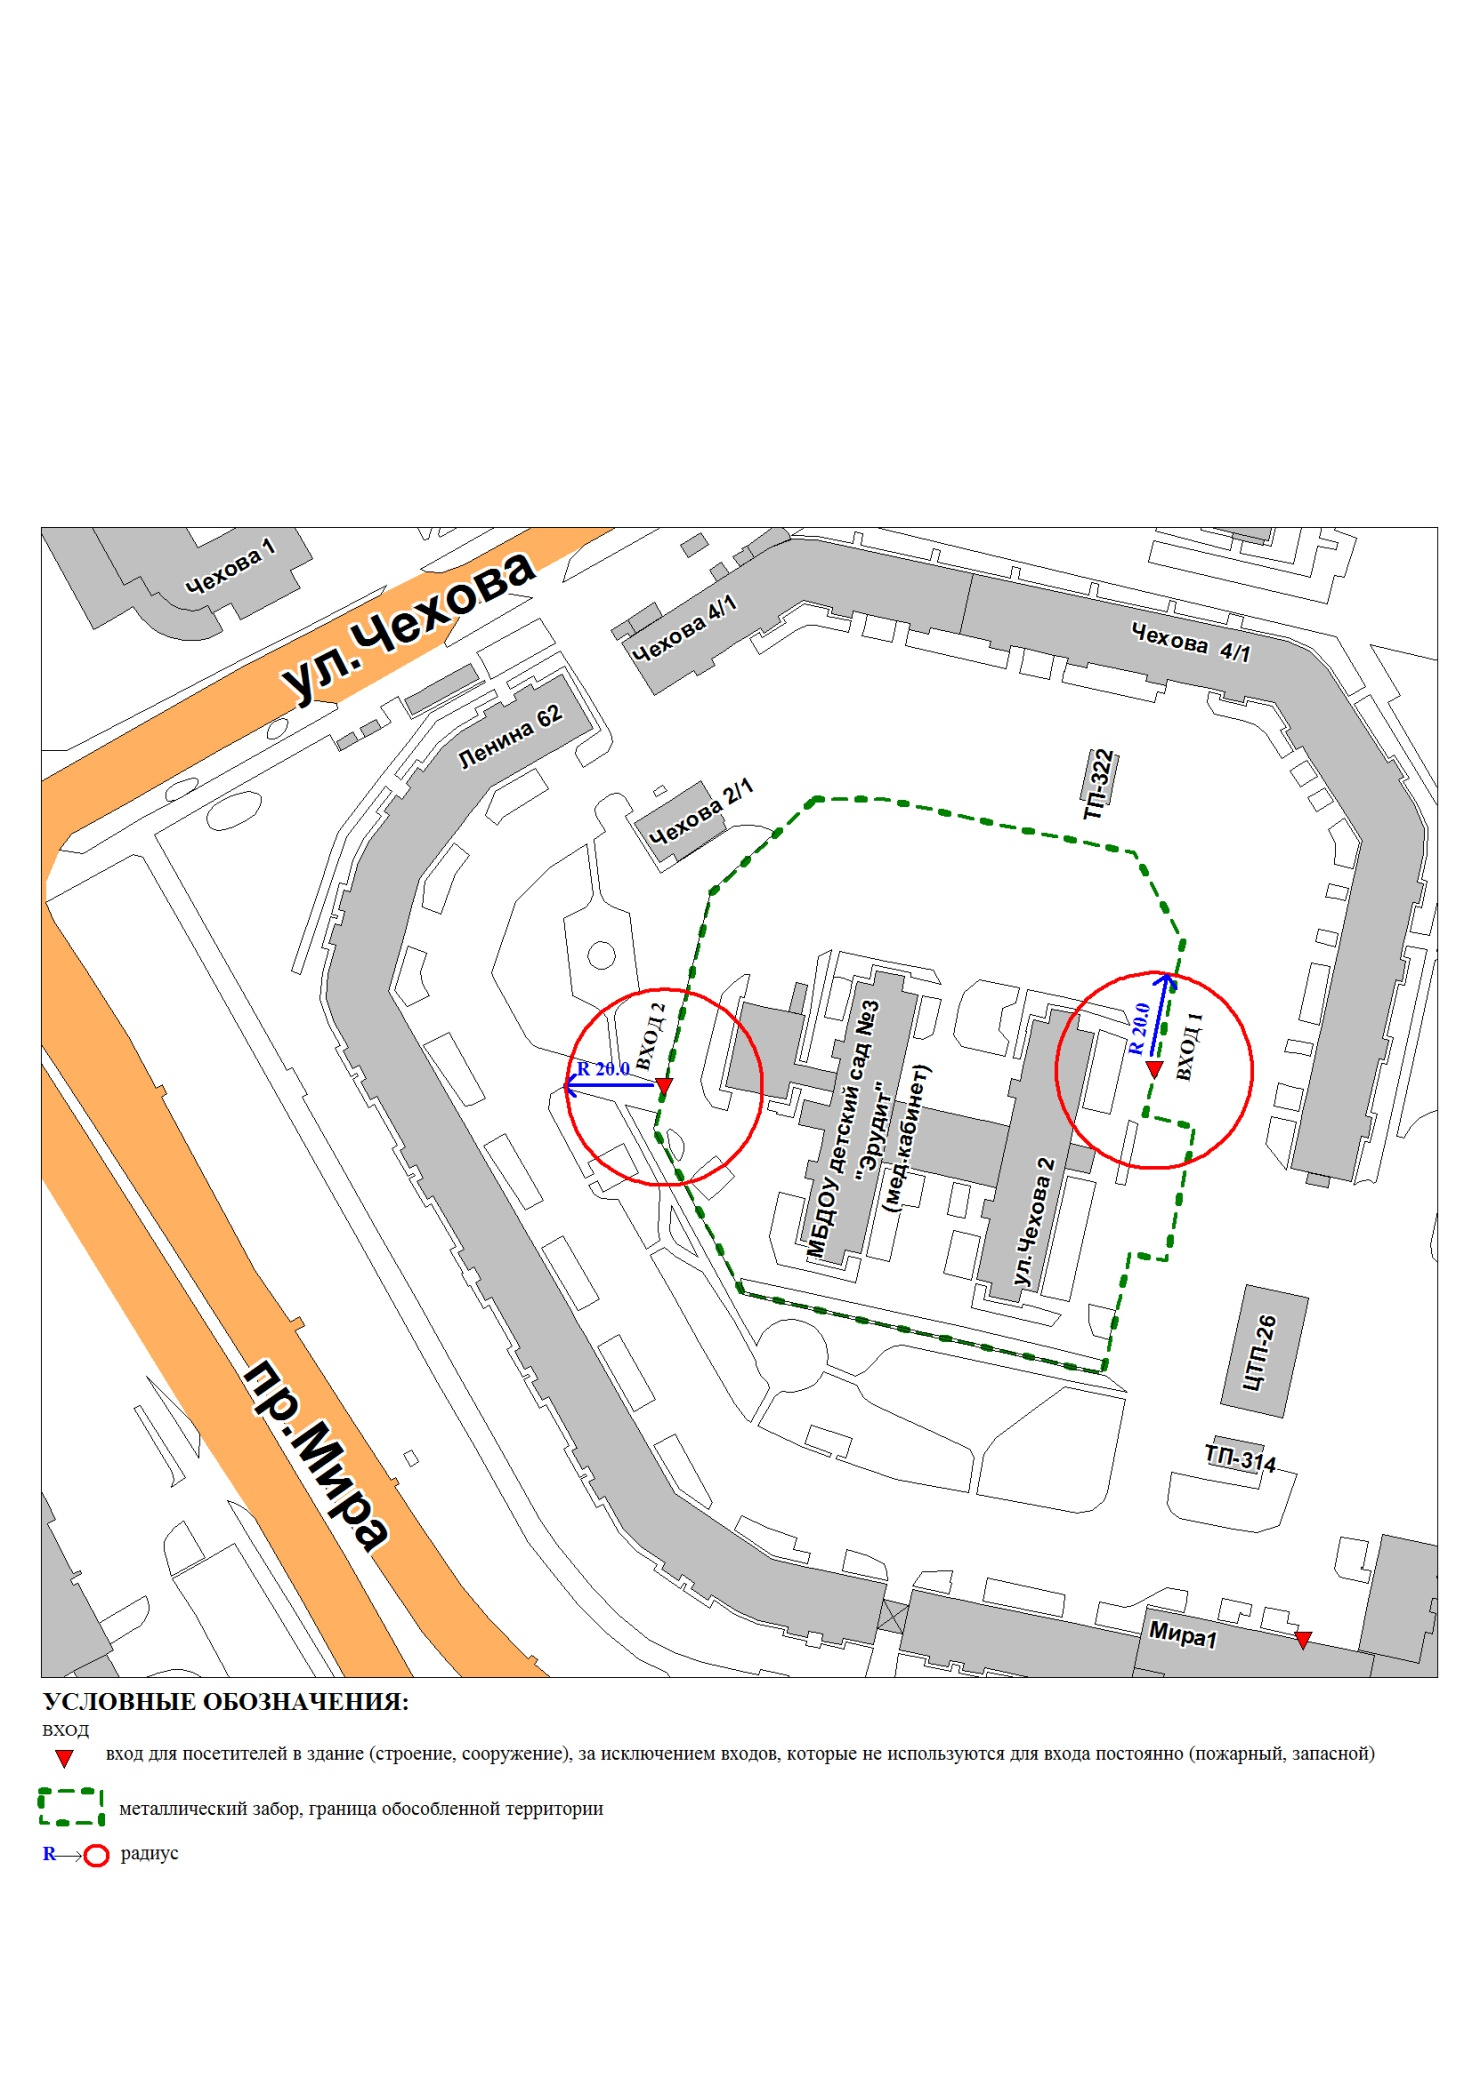 Чехова 1
ул.Чехова
Чехова 4/1
Чехова 4/1
Ленина 62
Чехова 2/1
ТП-322
ВХОД 2
R 20.0
МБДОУ детский сад №3
"Эрудит"
(мед.кабинет)
ул.Чехова 2
R 20.0
ВХОД 1
ЦТП-26
ТП-314
пр.Мира
Мира1
УСЛОВНЫЕ ОБОЗНАЧЕНИЯ:
ВХОД
вход для посетителей в здание (строение, сооружение), за исключением входов, которые не используются для входа постоянно (пожарный, запасной)
металлический забор, граница обособленной территории
R
радиус